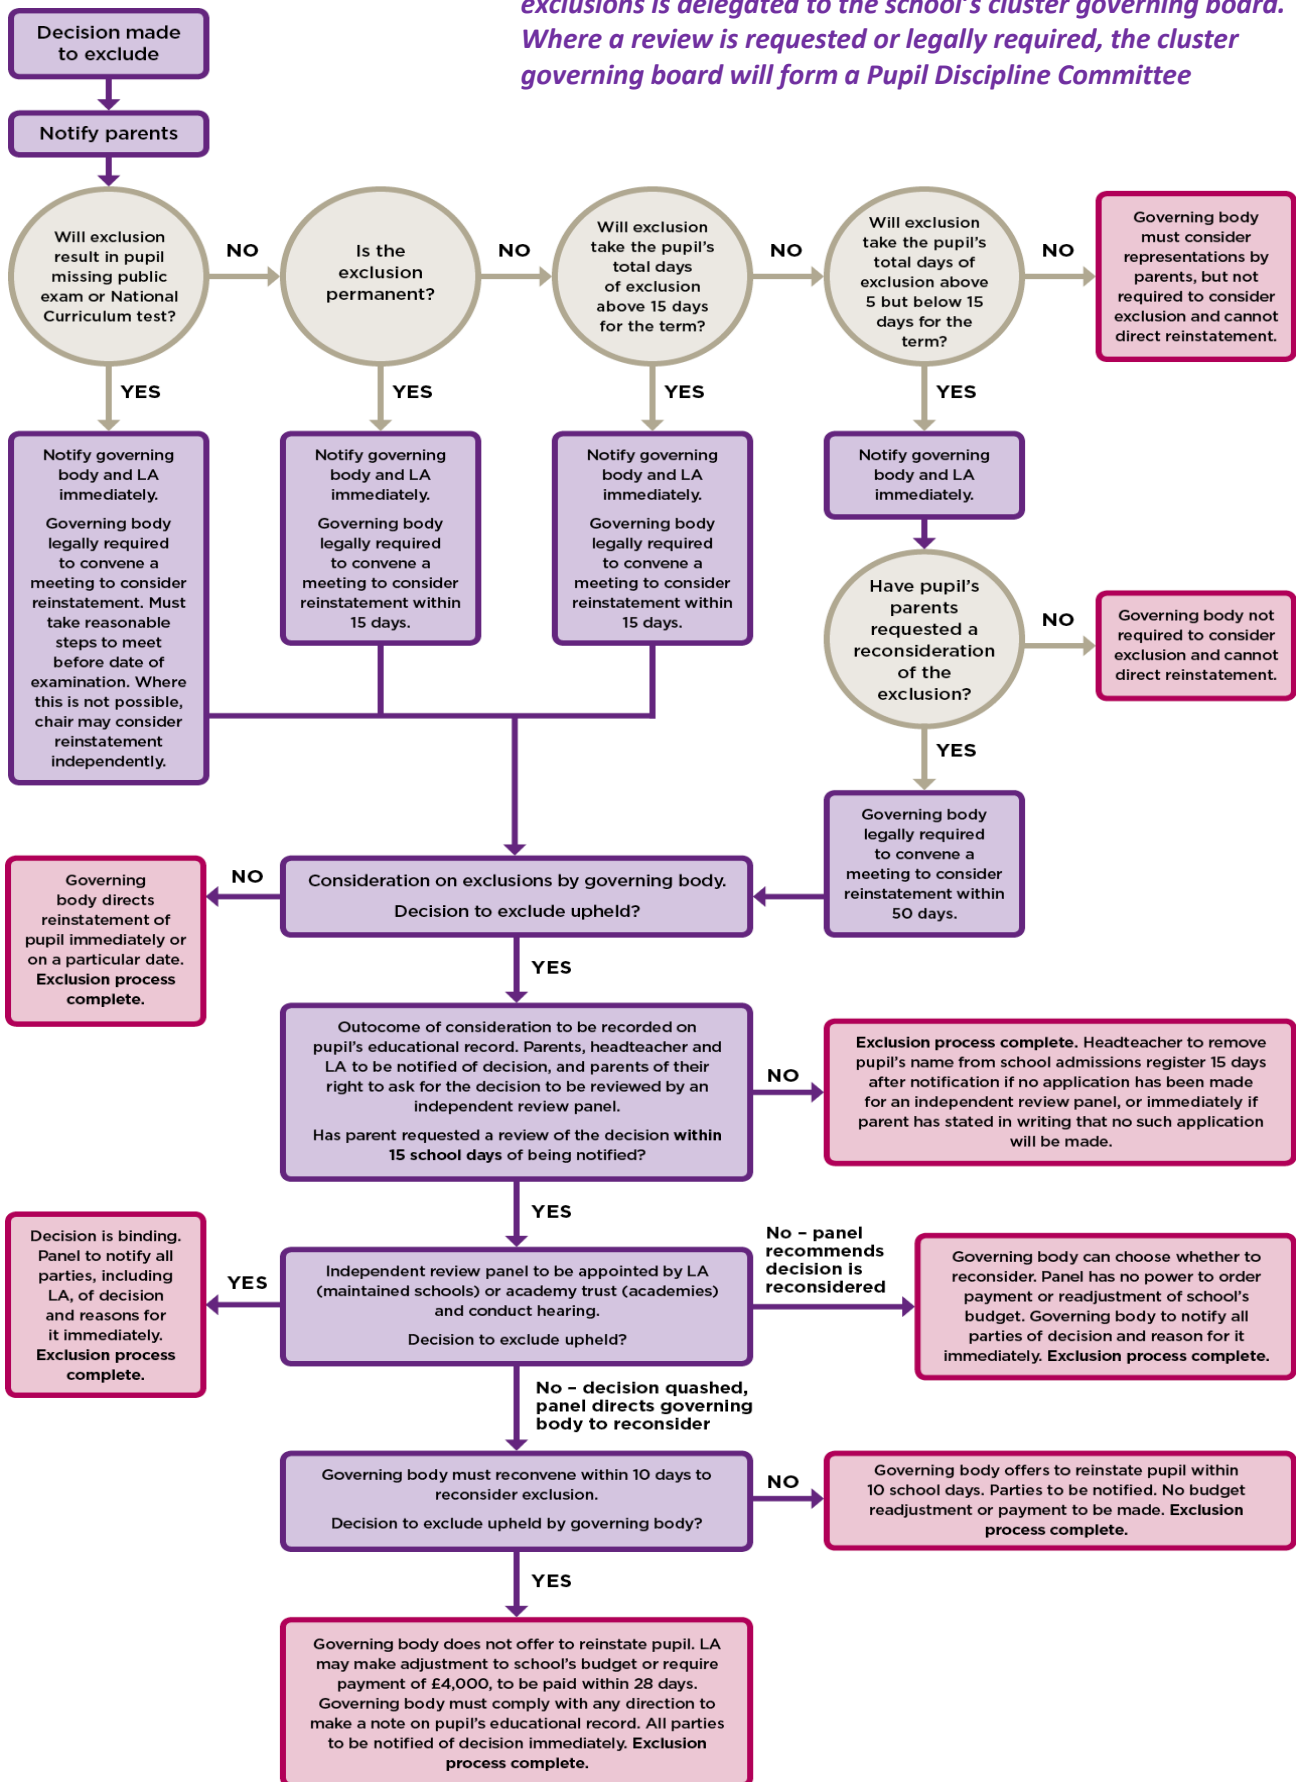 exclusions is delegated to the school's cluster governing board.
Where a review is requested or legally required, the cluster
governing board will form a Pupil Discipline Committee
Decision made
to exclude
Notify parents
Will exclusion
result in pupil
missing public
exam or National
Curriculum test?
NO
Is the
exclusion
permanent?
NO
Will exclusion
take the pupil's
total days
of exclusion
above 15 days
for the term?
NO
Will exclusion
take the pupil's
total days of
exclusion above
5 but below 15
days for the
term?
NO
Governing body
must consider
representations by
parents, but not
required to consider
exclusion and cannot
direct reinstatement.
YES
YES
YES
YES
Notify governing
body and LA
immediately.
Governing body
legally required
to convene a
meeting to consider
reinstatement. Must
take reasonable
steps to meet
before date of
examination. Where
this is not possible,
chair may consider
reinstatement
independently.
Notify governing
body and LA
immediately.
Governing body
legally required
to convene a
meeting to consider
reinstatement within
15 days.
Notify governing
body and LA
immediately.
Governing body
legally required
to convene a
meeting to consider
reinstatement within
15 days.
Notify governing
body and LA
immediately.
Have pupil's
parents
requested a
reconsideration
of the
exclusion?
NO
Governing body not
required to consider
exclusion and cannot
direct reinstatement.
YES
Governing body
legally required
to convene a
meeting to consider
reinstatement within
50 days.
Consideration on exclusions by governing body.
Decision to exclude upheld?
NO
Governing
body directs
reinstatement of
pupil immediately or
on a particular date.
Exclusion process
complete.
YES
Outocome of consideration to be recorded on
pupil's educational record. Parents, headteacher and
LA to be notified of decision, and parents of their
right to ask for the decision to be reviewed by an
independent review panel.
Has parent requested a review of the decision within
15 school days of being notified?
NO
Exclusion process complete. Headteacher to remove
pupil's name from school admissions register 15 days
after notification if no application has been made
for an independent review panel, or immediately if
parent has stated in writing that no such application
will be made.
YES
Independent review panel to be appointed by LA
(maintained schools) or academy trust (academies)
and conduct hearing.
Decision to exclude upheld?
YES
Decision is binding.
Panel to notify all
parties, including
LA, of decision
and reasons for
it immediately.
Exclusion process
complete.
No – panel
recommends
decision is
reconsidered
Governing body can choose whether to
reconsider. Panel has no power to order
payment or readjustment of school's
budget. Governing body to notify all
parties of decision and reason for it
immediately. Exclusion process complete.
No – decision quashed,
panel directs governing
body to reconsider
Governing body must reconvene within 10 days to
reconsider exclusion.
Decision to exclude upheld by governing body?
NO
Governing body offers to reinstate pupil within
10 school days. Parties to be notified. No budget
readjustment or payment to be made. Exclusion
process complete.
YES
Governing body does not offer to reinstate pupil. LA
may make adjustment to school's budget or require
payment of £4,000, to be paid within 28 days.
Governing body must comply with any direction to
make a note on pupil's educational record. All parties
to be notified of decision immediately. Exclusion
process complete.